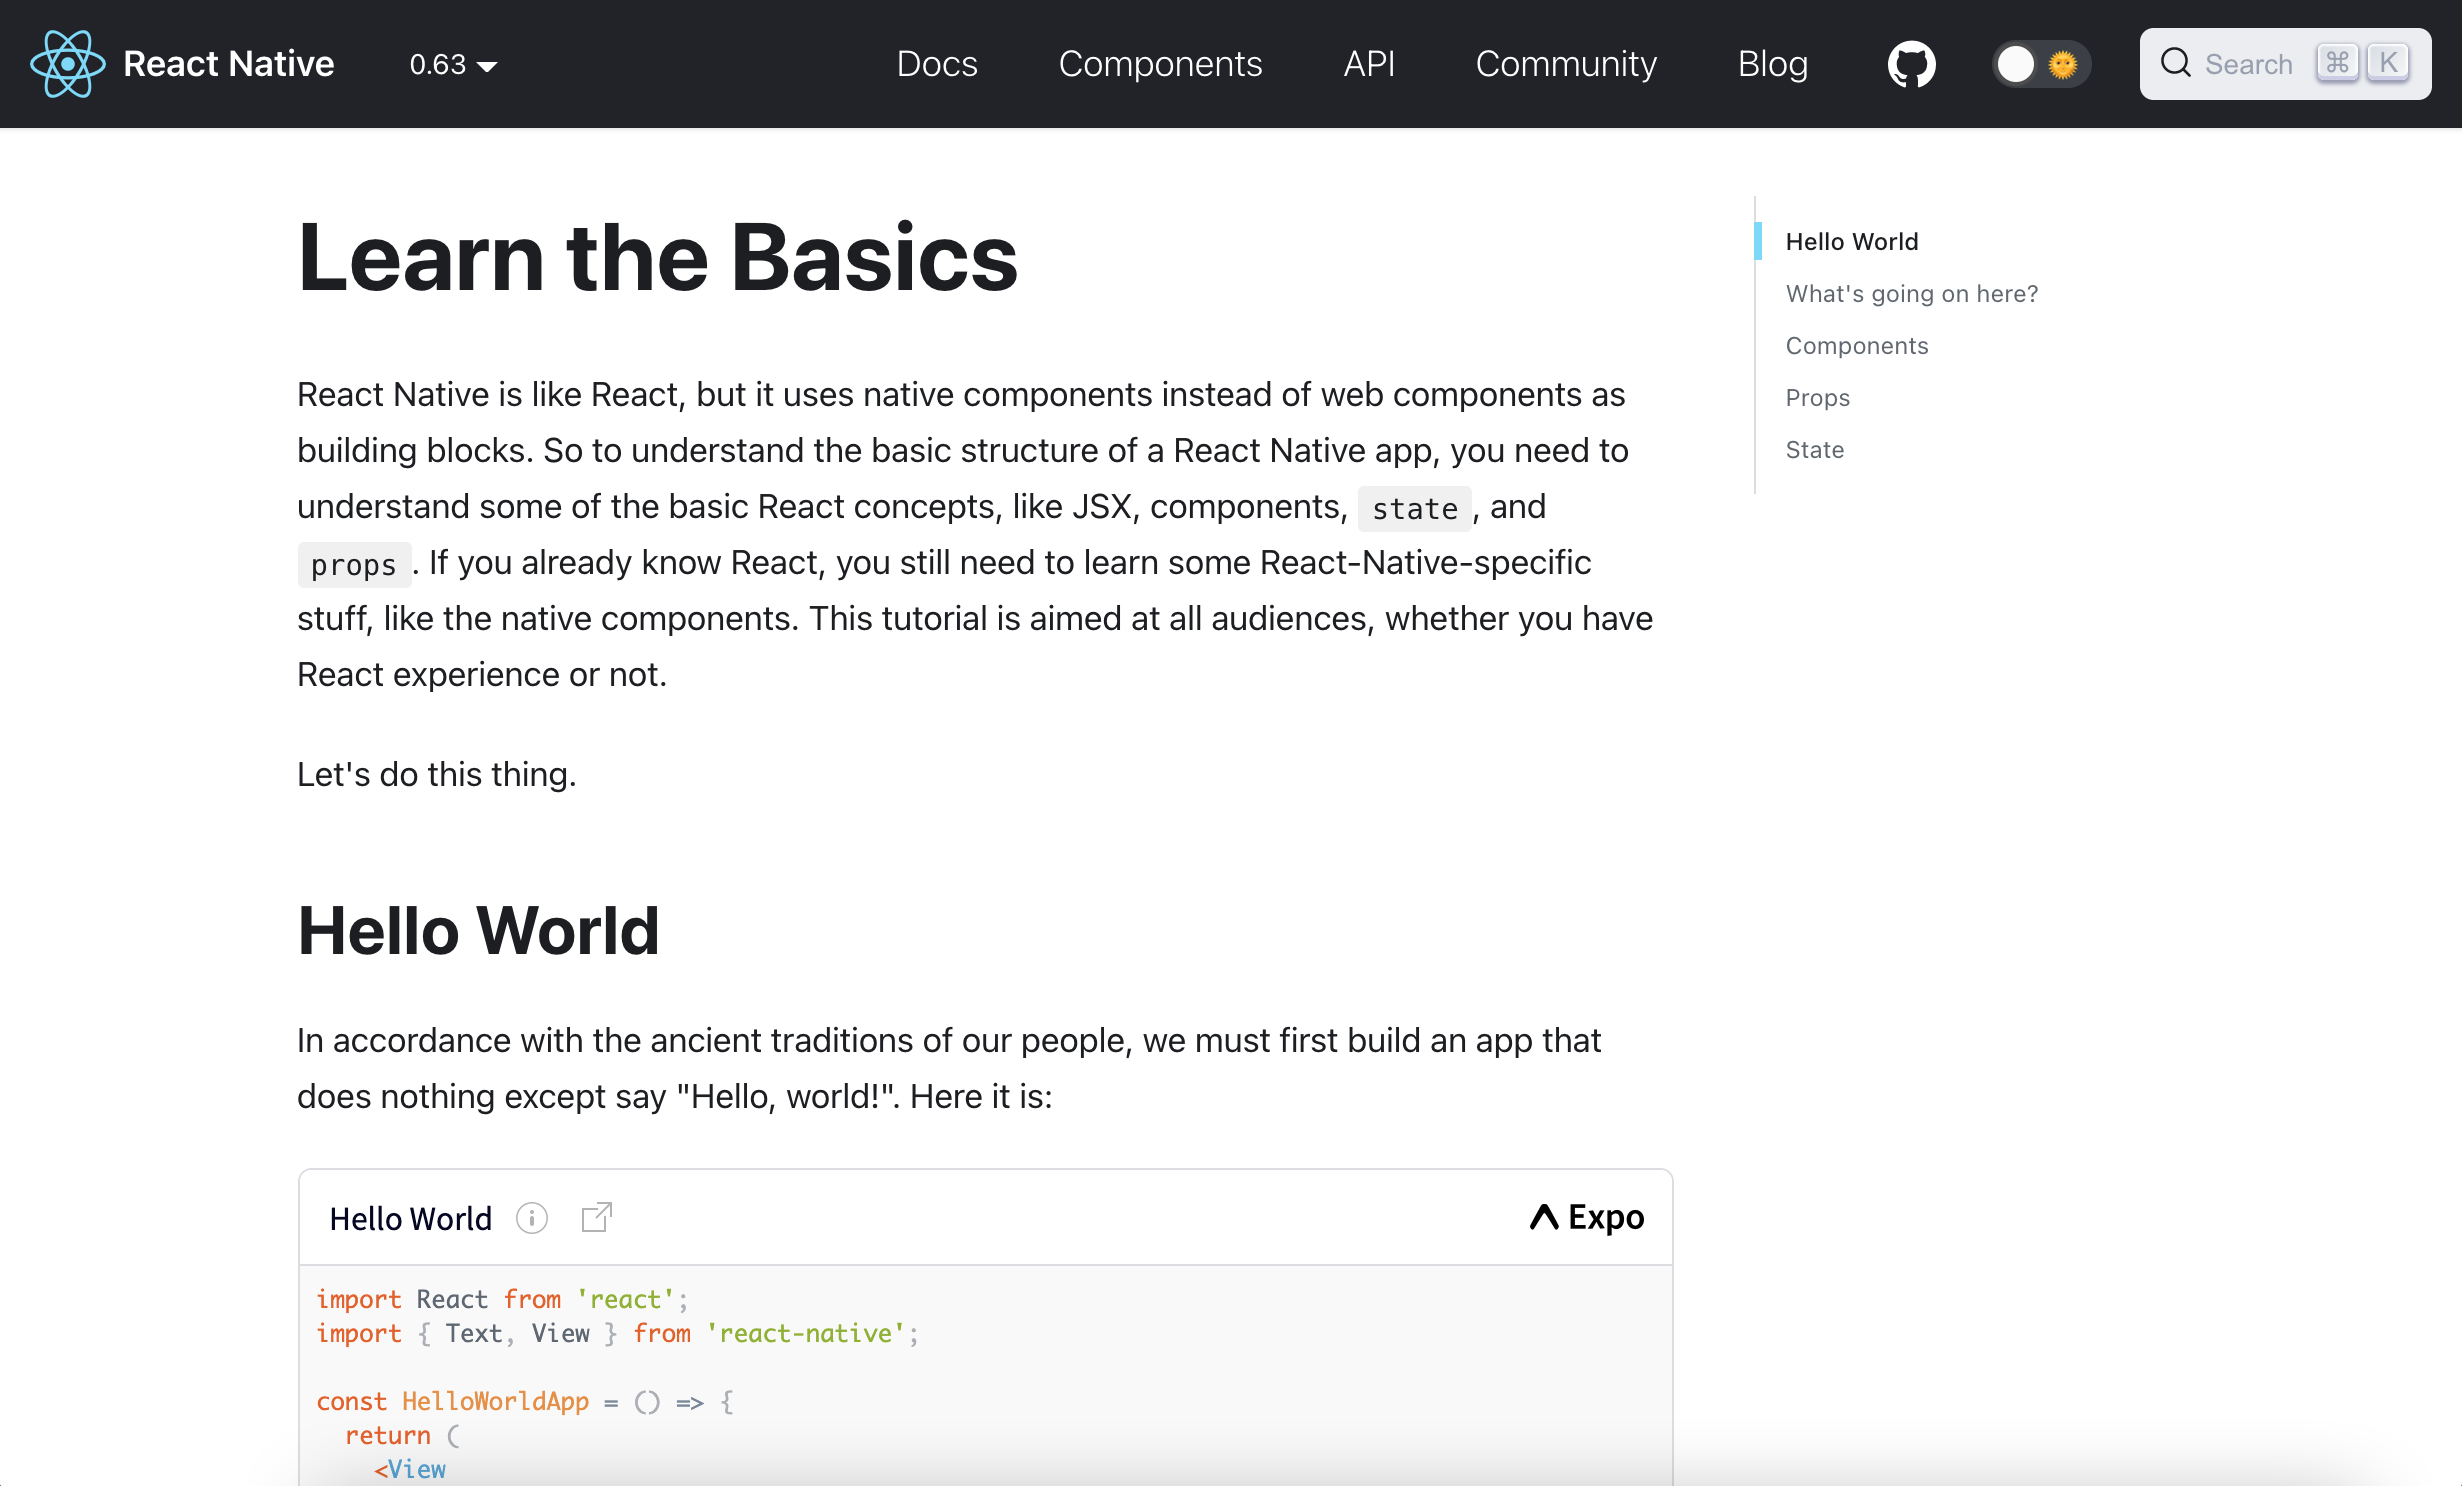 React Native 0.63 Docs Components API Community Blog Search ⌘ K
Learn the Basics
React Native is like React, but it uses native components instead of web components as
building blocks. So to understand the basic structure of a React Native app, you need to
understand some of the basic React concepts, like JSX, components, state, and
props. If you already know React, you still need to learn some React-Native-specific
stuff, like the native components. This tutorial is aimed at all audiences, whether you have
React experience or not.
Let's do this thing.
Hello World
In accordance with the ancient traditions of our people, we must first build an app that
does nothing except say "Hello, world!". Here it is:
Hello World Expo
import React from 'react';
import { Text, View } from 'react-native';
const HelloWorldApp = () => {
return (
<View
Hello World
What's going on here?
Components
Props
State